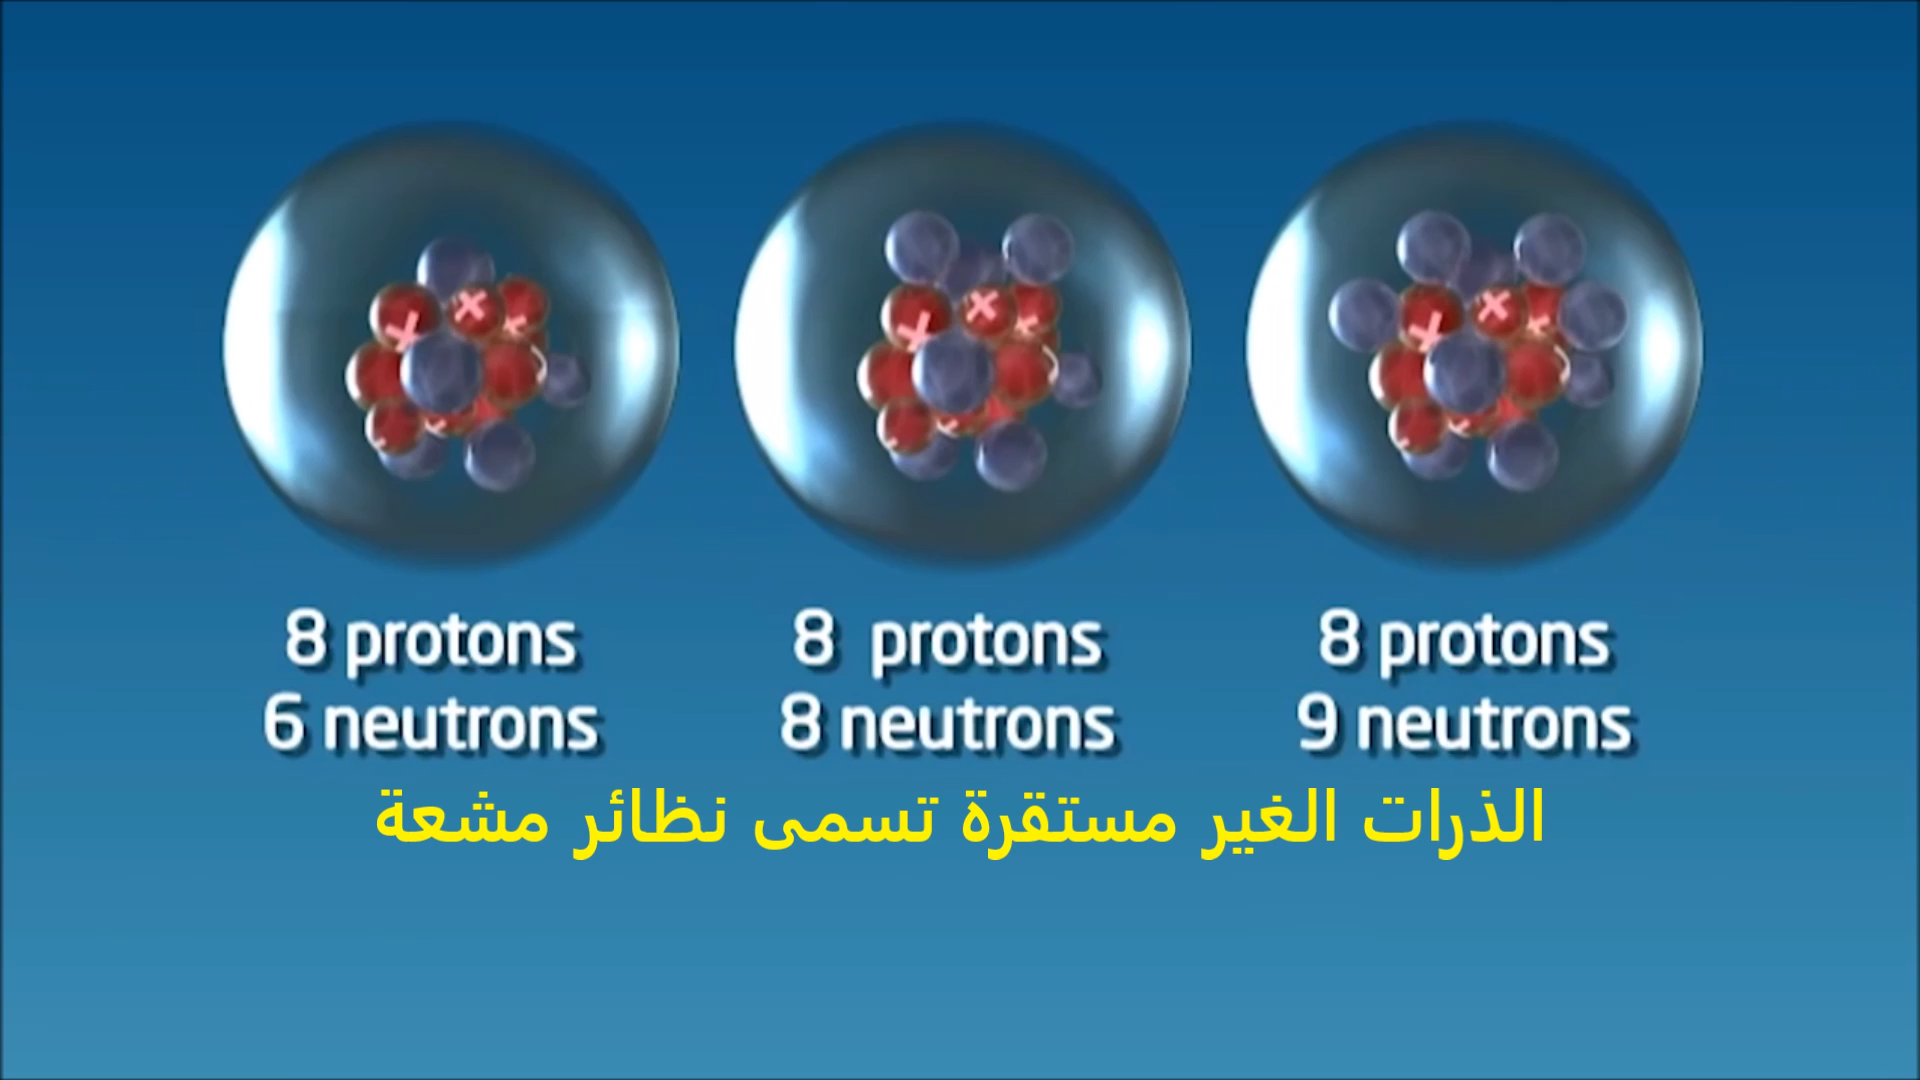 8 protons
6 neutrons
8 protons
8 neutrons
8 protons
9 neutrons
الذرات الغير مستقرة تسمى نظائر مشعة